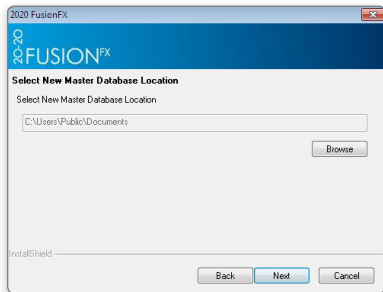 2020 FusionFX
20-20
FUSIONFX
Select New Master Database Location
Select New Master Database Location
C:\Users\Public\Documents
Browse
InstallShield
Back
Next
Cancel